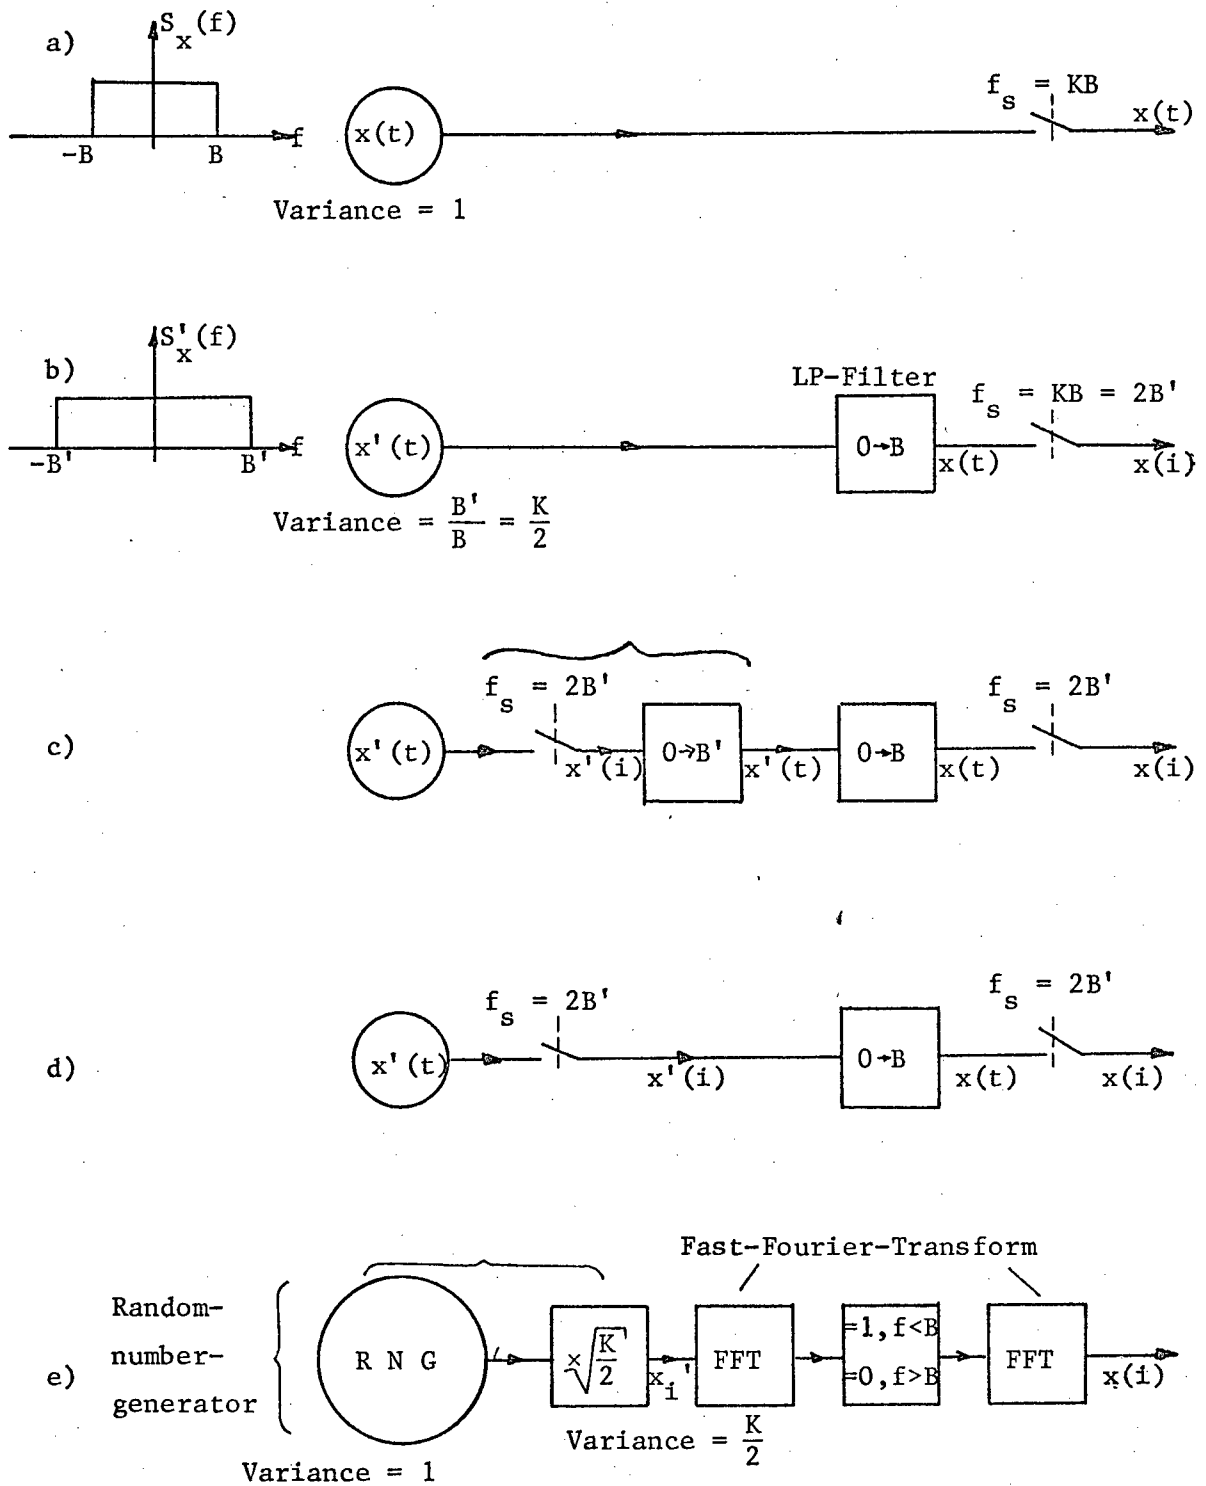 a)
S_x(f)
-B
B
f
x(t)
Variance = 1
f_s = KB
x(t)
b)
S'_x(f)
-B'
B'
f
x'(t)
Variance = B'/B = K/2
LP-Filter
0→B
x(t)
f_s = KB = 2B'
x(i)
c)
x'(t)
f_s = 2B'
x'(i)
0→B'
x'(t)
0→B
x(t)
f_s = 2B'
x(i)
d)
x'(t)
f_s = 2B'
x'(i)
0→B
x(t)
f_s = 2B'
x(i)
e)
Random-
number-
generator
R N G
Variance = 1
×√K/2
x_i'
Variance = K/2
Fast-Fourier-Transform
FFT
=1,f<B
=0,f>B
FFT
x(i)